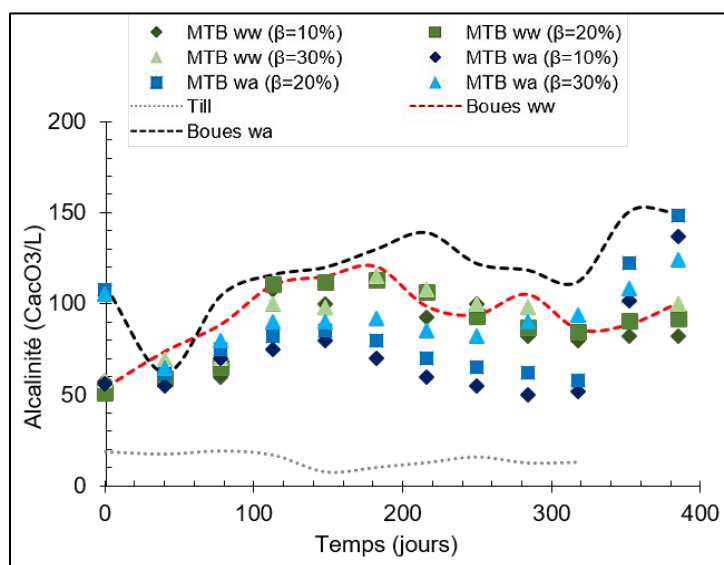 MTB ww (β=10%) MTB ww (β=20%)
MTB ww (β=30%) MTB wa (β=10%)
MTB wa (β=20%) MTB wa (β=30%)
Till Boues ww
Boues wa
200
150
100
50
0
Alcalinité (CacO3/L)
0 100 200 300 400
Temps (jours)